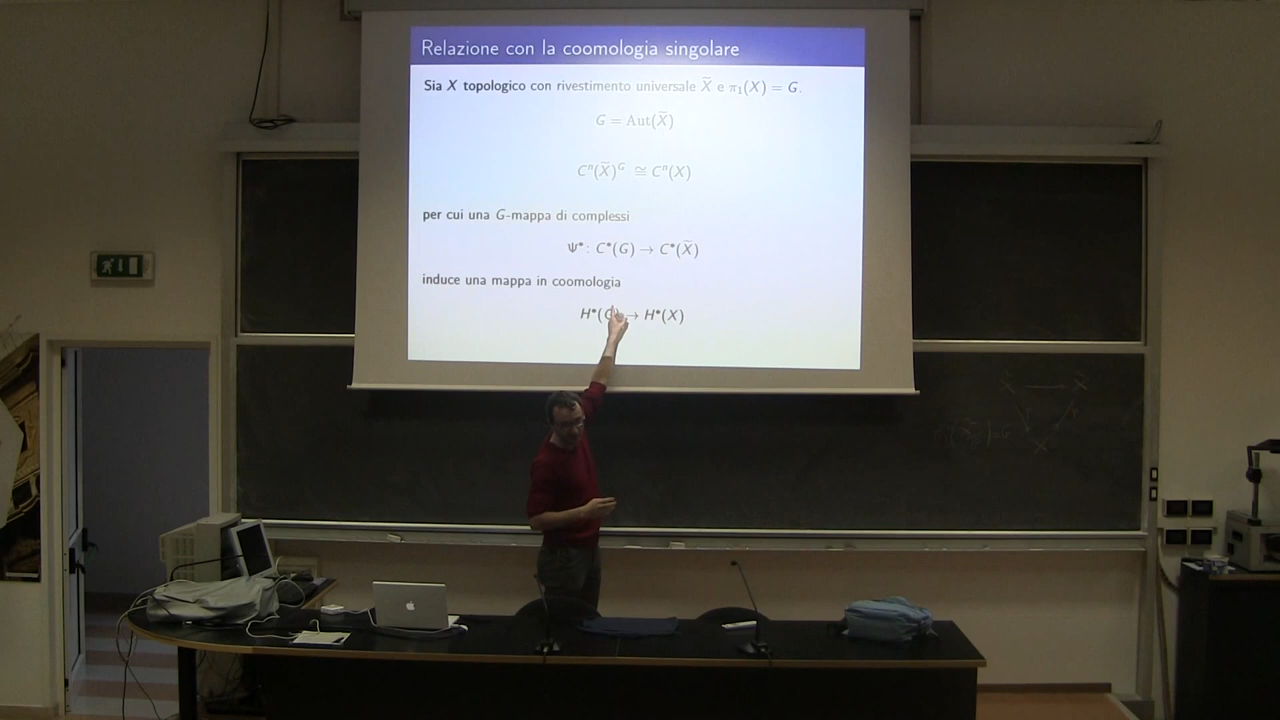 Relazione con la coomologia singolare
Sia X topologico con rivestimento universale X̃ e π₁(X) = G.
G = Aut(X̃)
Cⁿ(X̃)ᴳ ≅ Cⁿ(X)
per cui una G-mappa di complessi
Ψ•: C•(G) → C•(X̃)
induce una mappa in coomologia
H•(G) → H•(X)